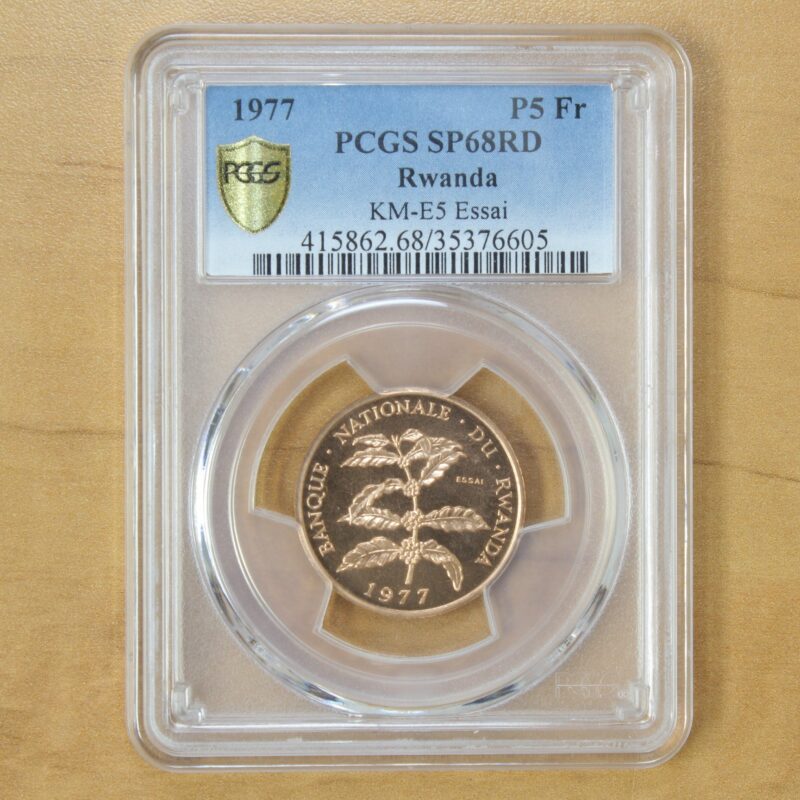 1977 P5 Fr
PCGS SP68RD
PCGS
Rwanda
KM-E5 Essai
415862.68/35376605
BANQUE · NATIONALE · DU · RWANDA
ESSAI
1977